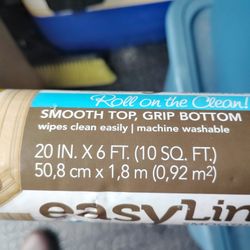 Roll on the Clean!
SMOOTH TOP, GRIP BOTTOM
wipes clean easily | machine washable
20 IN. X 6 FT. (10 SQ. FT.)
50,8 cm x 1,8 m (0,92 m²)
easyLin